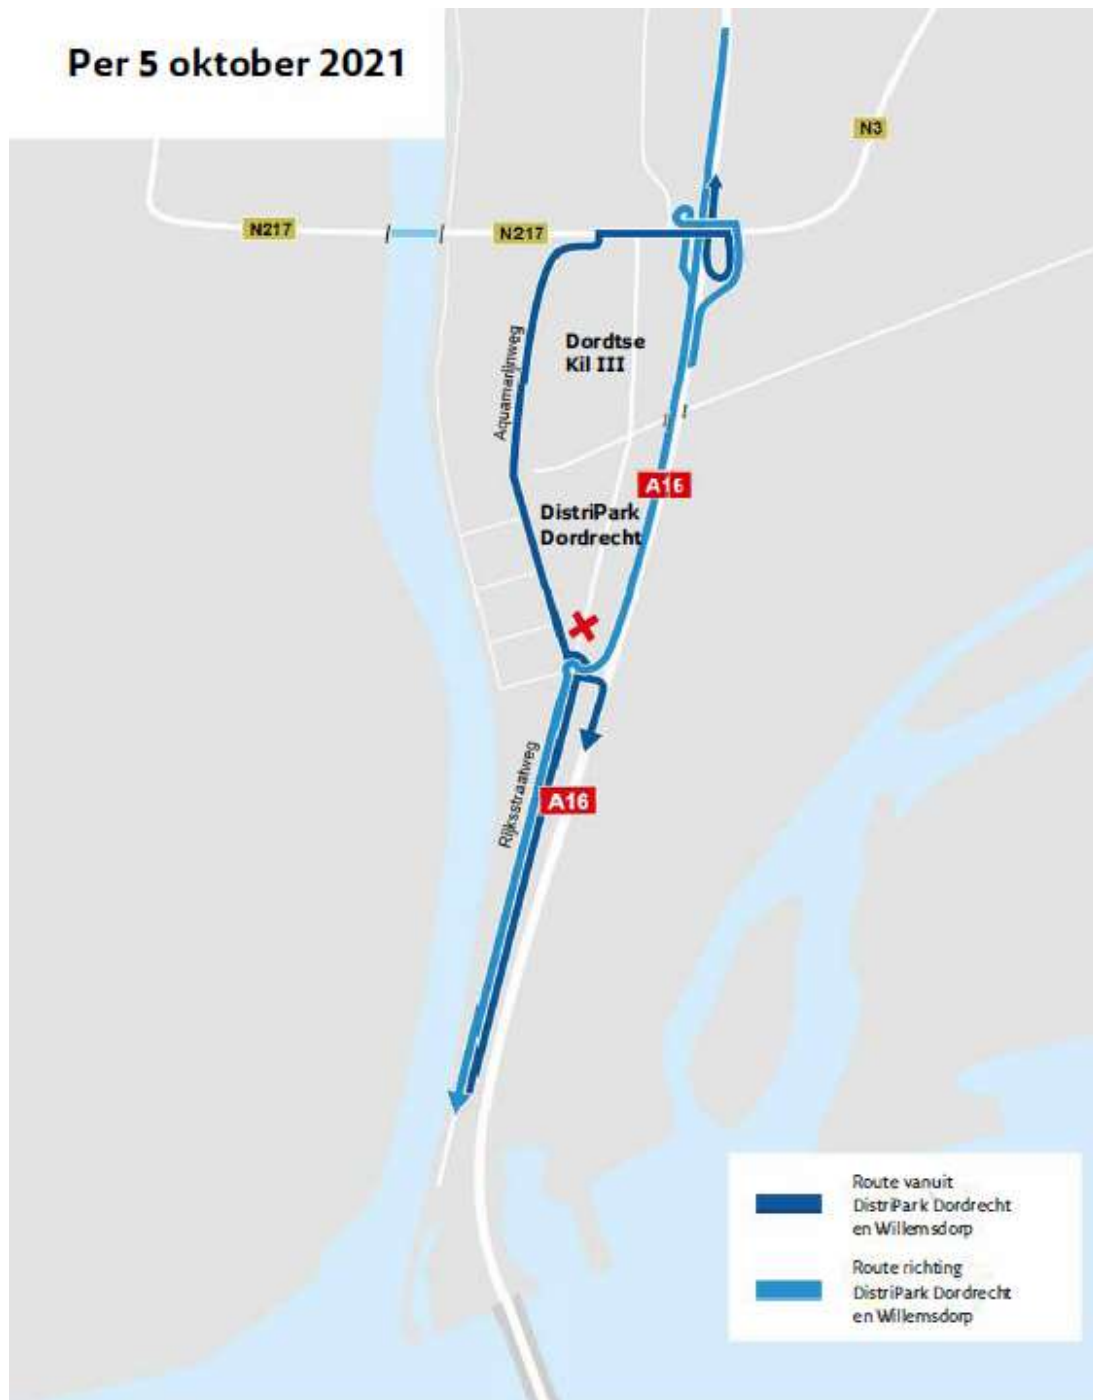 Per 5 oktober 2021
N3
N217
N217
Aquamarijnweg
Dordtse
Kil III
A16
DistriPark
Dordrecht
Rijksstraatweg
A16
Route vanuit
DistriPark Dordrecht
en Willemsdorp
Route richting
DistriPark Dordrecht
en Willemsdorp